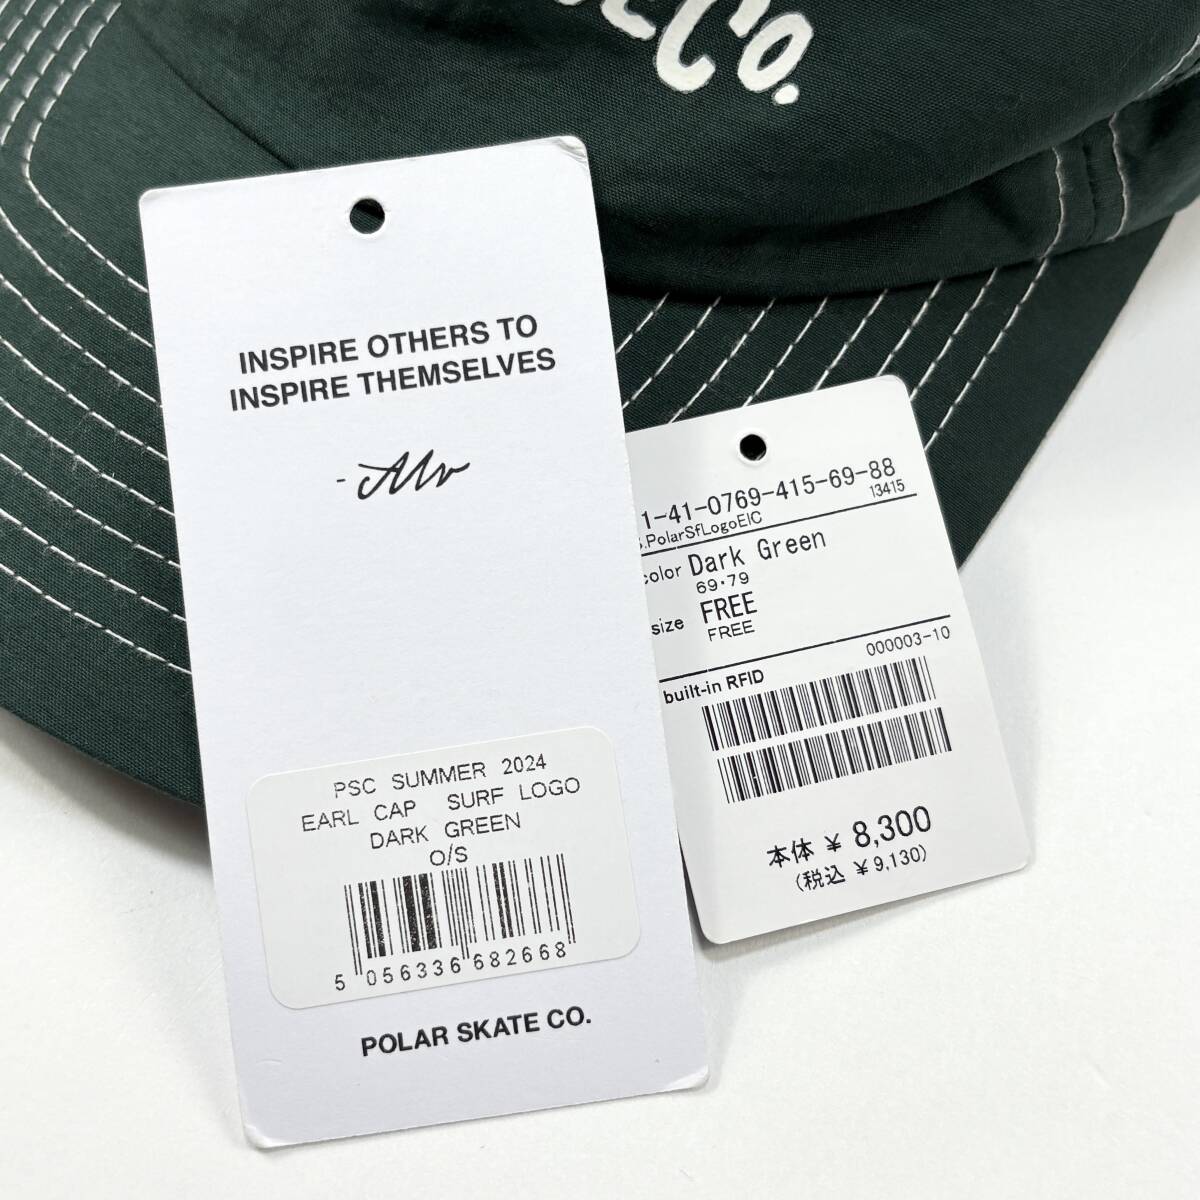 Co.
INSPIRE OTHERS TO
INSPIRE THEMSELVES
PSC SUMMER 2024
EARL CAP SURF LOGO
DARK GREEN
O/S
5 056336 682668
POLAR SKATE CO.
1-41-0769-415-69-88
13415
.PolarSfLogoElC
color Dark Green
69・79
size FREE
FREE
000003-10
built-in RFID
本体 ¥ 8,300
(税込 ¥ 9,130)